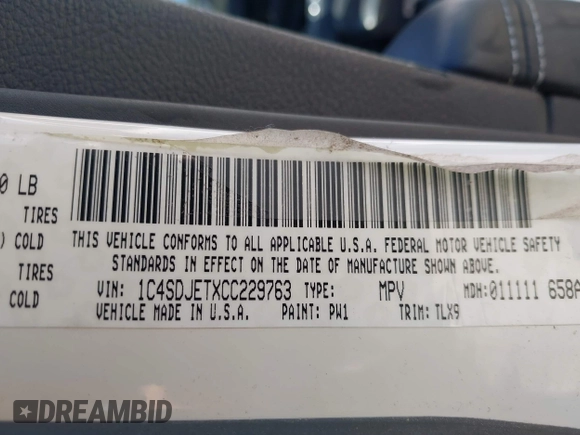 0 LB
TIRES
) COLD
TIRES
COLD
THIS VEHICLE CONFORMS TO ALL APPLICABLE U.S.A. FEDERAL MOTOR VEHICLE SAFETY
STANDARDS IN EFFECT ON THE DATE OF MANUFACTURE SHOWN ABOVE.
VIN: 1C4SDJETXCC229763 TYPE: MPV MDH: 011111 658A
VEHICLE MADE IN U.S.A. PAINT: PW1 TRIM: TLX9
DREAMBID